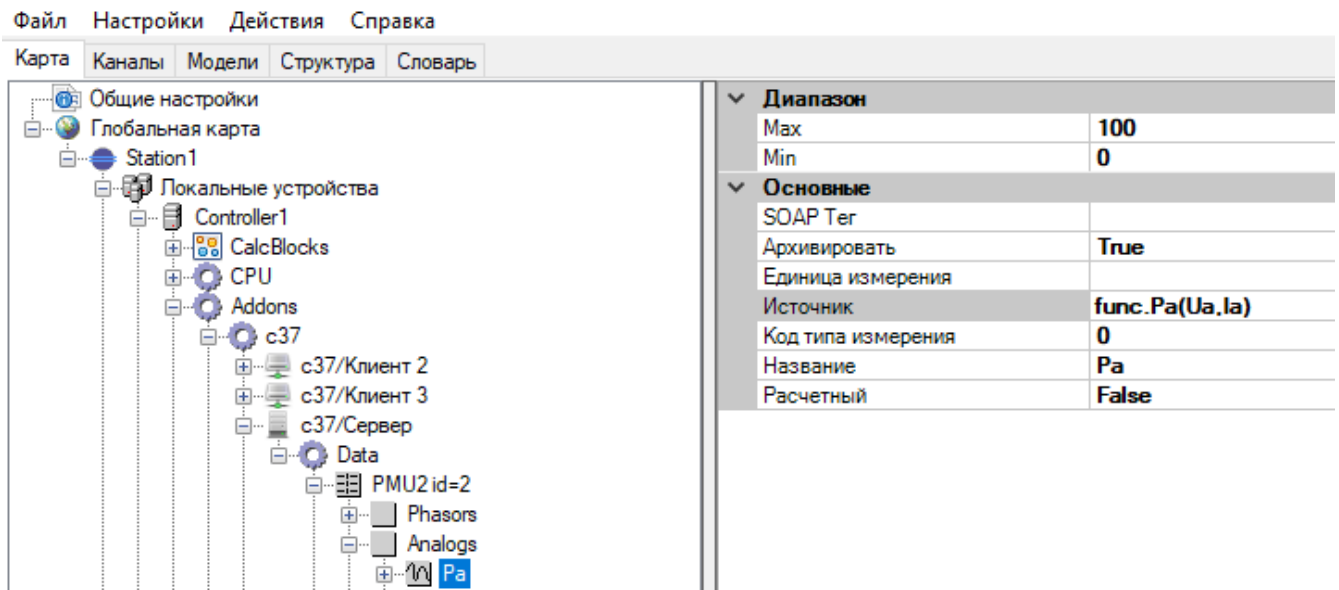 Файл Настройки Действия Справка
Карта Каналы Модели Структура Словарь
Общие настройки
Глобальная карта
Station1
Локальные устройства
Controller1
CalcBlocks
CPU
Addons
c37
c37/Клиент 2
c37/Клиент 3
c37/Сервер
Data
PMU2 id=2
Phasors
Analogs
Pa
Диапазон
Max 100
Min 0
Основные
SOAP Тег
Архивировать True
Единица измерения
Источник func.Pa(Ua,Ia)
Код типа измерения 0
Название Pa
Расчетный False